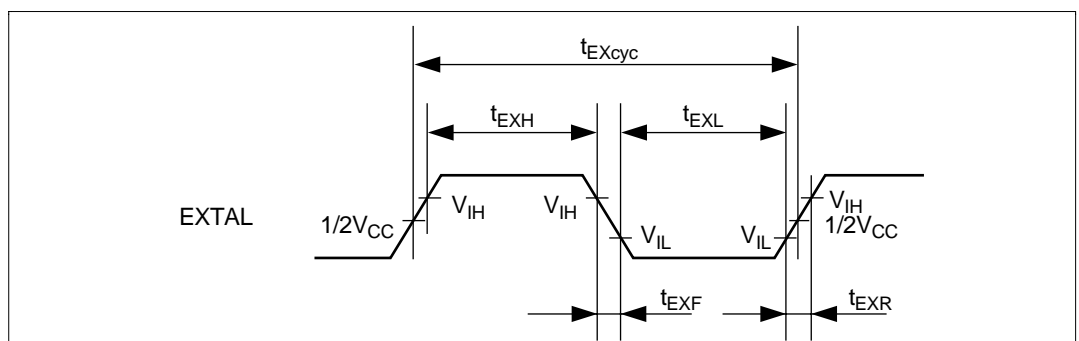 tEXcyc
tEXH tEXL
EXTAL
VIH VIH VIH
1/2VCC 1/2VCC
VIL VIL
tEXF tEXR